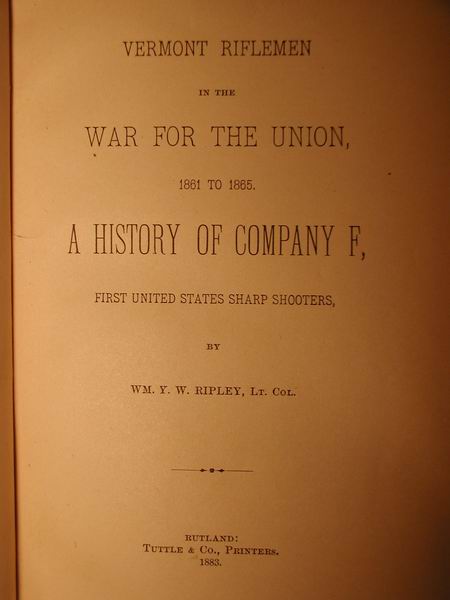 VERMONT RIFLEMEN
IN THE
WAR FOR THE UNION,
1861 TO 1865.
A HISTORY OF COMPANY F,
FIRST UNITED STATES SHARP SHOOTERS,
BY
WM. Y. W. RIPLEY, LT. COL.
RUTLAND:
TUTTLE & CO., PRINTERS.
1883.